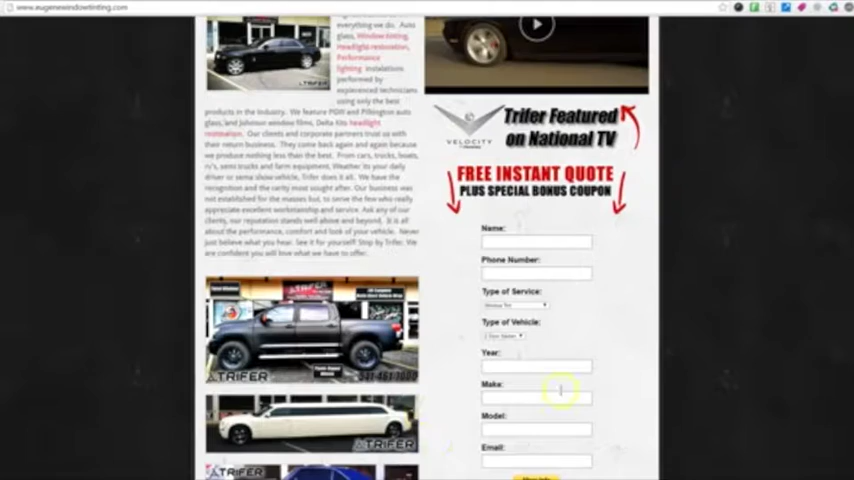 www.eugenewindowtinting.com
everything we do. Auto
glass, Window tinting,
Headlight restoration,
Performance
lighting installations
performed by
experienced technicians
using only the best
products in the industry. We feature PGW and Pilkington auto
glass, and Johnson window films, Delta Kits headlight
restoration. Our clients and corporate partners trust us with
their return business. They come back again and again because
we produce nothing less than the best. From cars, trucks, boats,
rv's, semi trucks and farm equipment. Weather its your daily
driver or sema show vehicle, Trifer does it all. We have the
recognition and the rarity most sought after. Our business was
not established for the masses but, to serve the few who really
appreciate excellent workmanship and service. Ask any of our
clients, our reputation stands well above and beyond. It is all
about the performance, comfort and look of your vehicle. Never
just believe what you hear. See it for yourself! Stop by Trifer. We
are confident you will love what we have to offer.
TRIFER
TRIFER
541-461-1000
TRIFER
TRIFER
VELOCITY
Trifer Featured
on National TV
FREE INSTANT QUOTE
PLUS SPECIAL BONUS COUPON
Name:
Phone Number:
Type of Service:
Window Tint
Type of Vehicle:
Year:
Make:
Model:
Email:
More Info